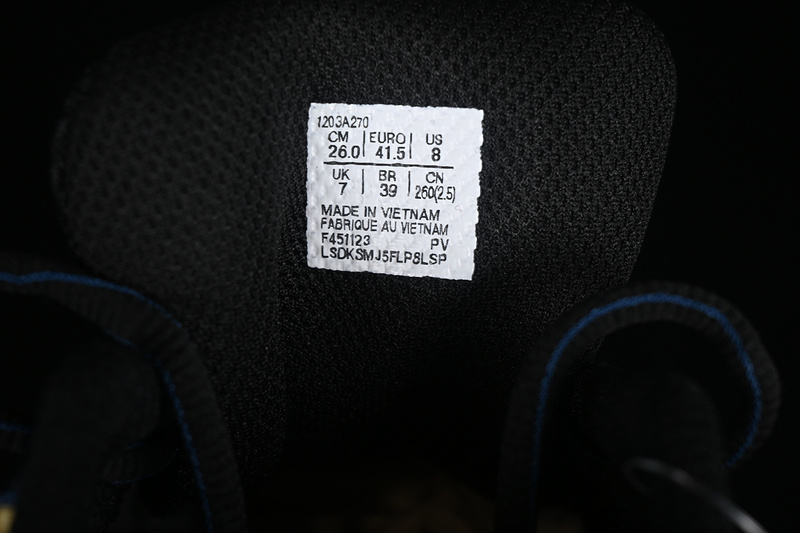 1203A270
CM EURO US
26.0 41.5 8
UK BR CN
7 39 260(2.5)
MADE IN VIETNAM
FABRIQUE AU VIETNAM
F451123 PV
LSDKSMJ5FLP8LSP